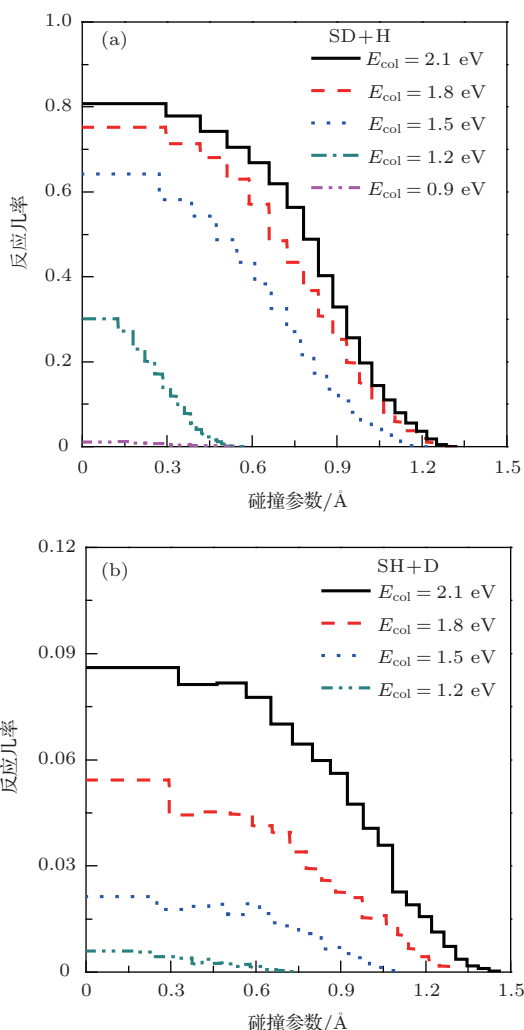 (a)
SD+H
E_col = 2.1 eV
E_col = 1.8 eV
E_col = 1.5 eV
E_col = 1.2 eV
E_col = 0.9 eV
1.0
0.8
0.6
0.4
0.2
0
反应几率
0 0.3 0.6 0.9 1.2 1.5
碰撞参数/Å
(b)
SH+D
E_col = 2.1 eV
E_col = 1.8 eV
E_col = 1.5 eV
E_col = 1.2 eV
0.12
0.09
0.06
0.03
0
反应几率
0 0.3 0.6 0.9 1.2 1.5
碰撞参数/Å